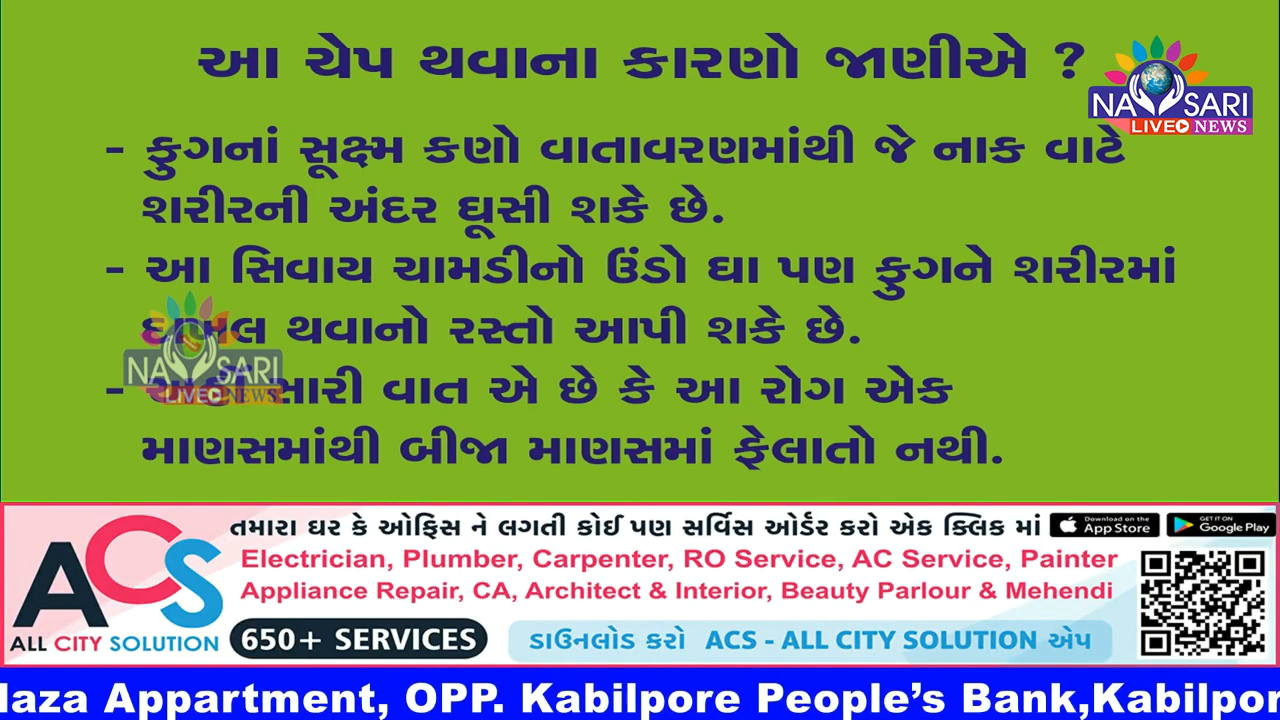 આ ચેપ થવાના કારણો જાણીએ ?
NAVSARI
LIVE NEWS
- ફુગનાં સૂક્ષ્મ કણો વાતાવરણમાંથી જે નાક વાટે
શરીરની અંદર ઘૂસી શકે છે.
- આ સિવાય ચામડીનો ઉંડો ઘા પણ ફુગને શરીરમાં
દાખલ થવાનો રસ્તો આપી શકે છે.
NAVSARI
LIVE NEWS
- સારી વાત એ છે કે આ રોગ એક
માણસમાંથી બીજા માણસમાં ફેલાતો નથી.
ACS
ALL CITY SOLUTION
તમારા ઘર કે ઓફિસ ને લગતી કોઈ પણ સર્વિસ ઓર્ડર કરો એક ક્લિક માં
Download on the App Store
GET IT ON Google Play
Electrician, Plumber, Carpenter, RO Service, AC Service, Painter
Appliance Repair, CA, Architect & Interior, Beauty Parlour & Mehendi
650+ SERVICES
ડાઉનલોડ કરો ACS - ALL CITY SOLUTION એપ
laza Appartment, OPP. Kabilpore People's Bank,Kabilpor